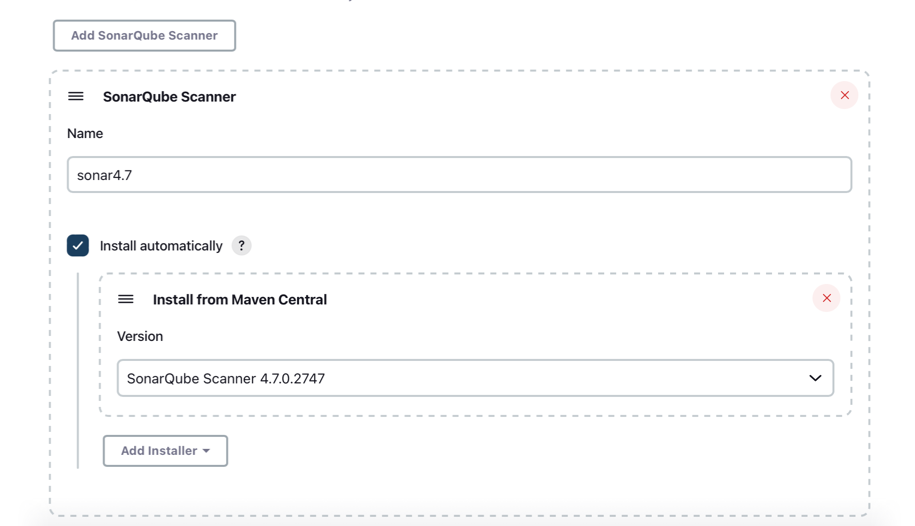 Add SonarQube Scanner
SonarQube Scanner
Name
sonar4.7
Install automatically ?
Install from Maven Central
Version
SonarQube Scanner 4.7.0.2747
Add Installer